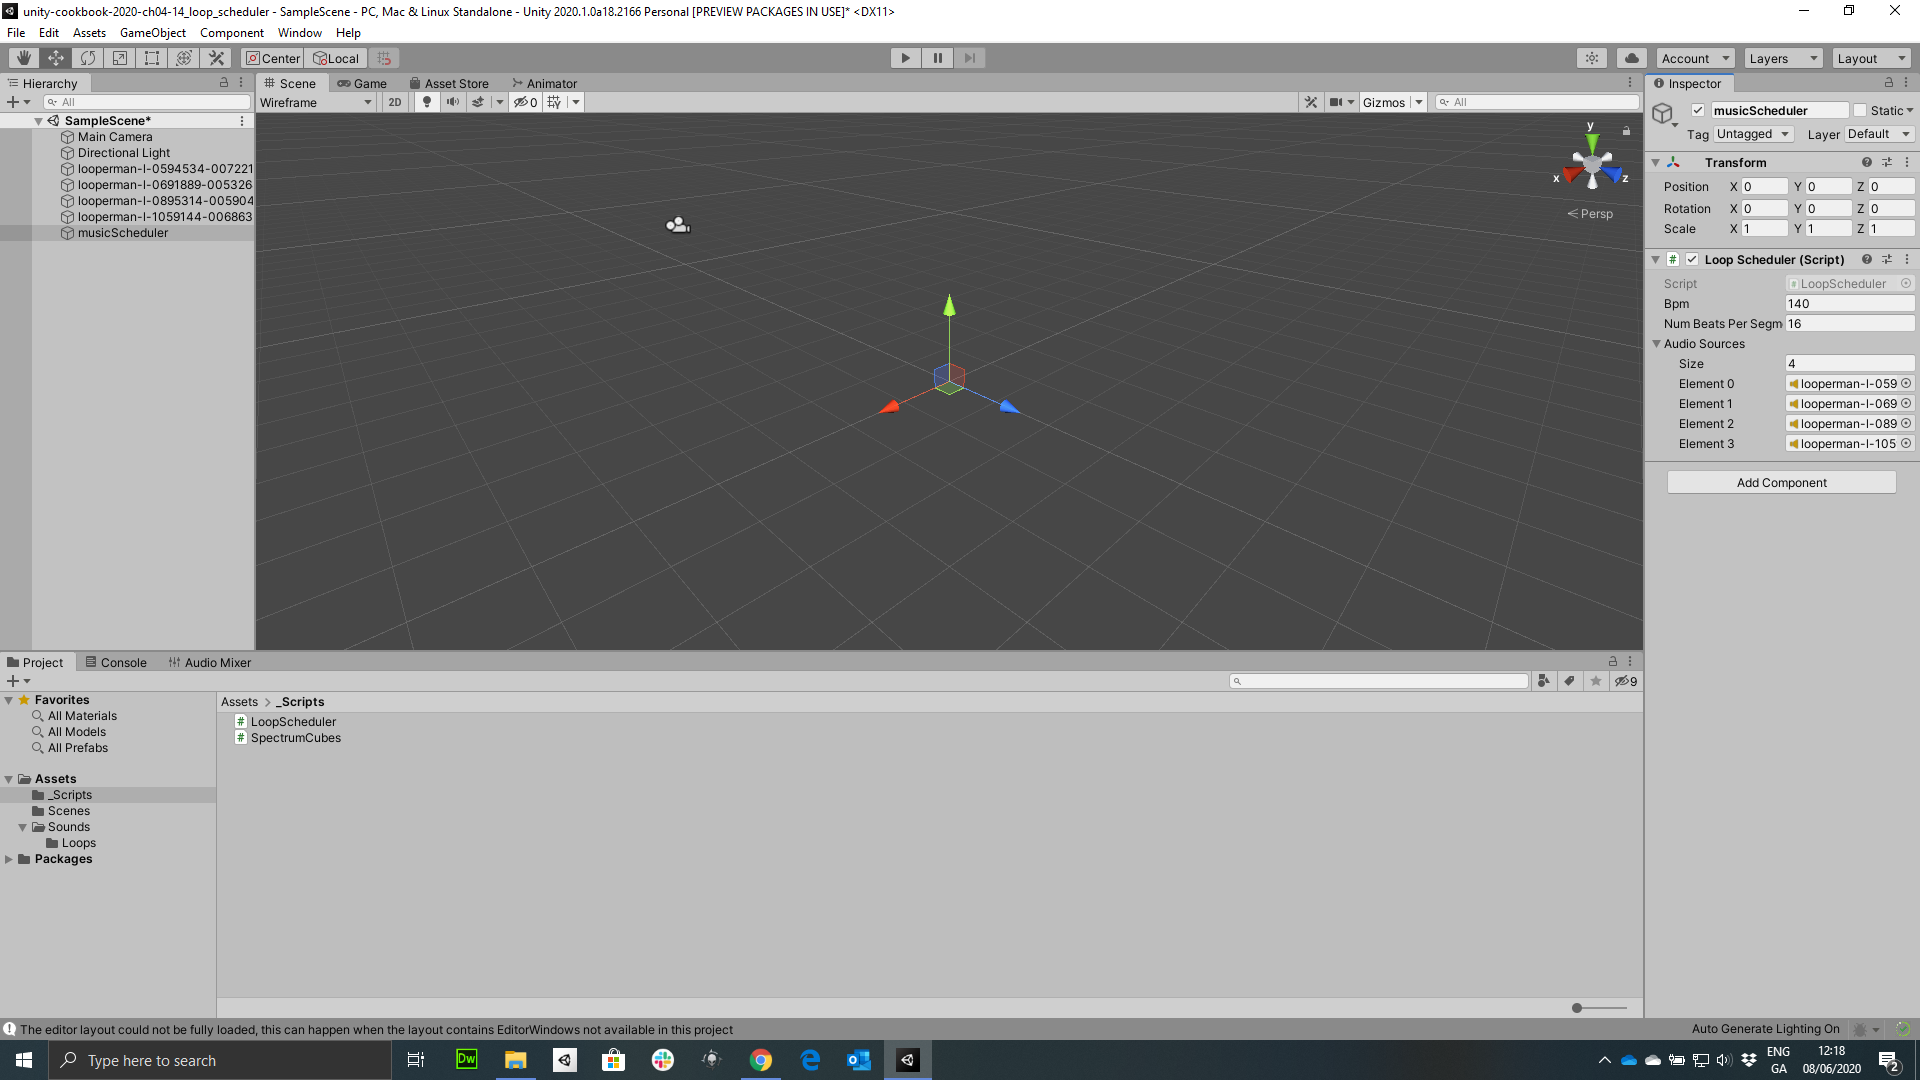 unity-cookbook-2020-ch04-14_loop_scheduler - SampleScene - PC, Mac & Linux Standalone - Unity 2020.1.0a18.2166 Personal [PREVIEW PACKAGES IN USE]* <DX11>
File Edit Assets GameObject Component Window Help
Center Local Account Layers Layout
Hierarchy
All
SampleScene*
Main Camera
Directional Light
looperman-l-0594534-007221
looperman-l-0691889-005326
looperman-l-0895314-005904
looperman-l-1059144-006863
musicScheduler
Scene Game Asset Store Animator
Wireframe 2D 0 Gizmos All
y
x z
Persp
Inspector
musicScheduler Static
Tag Untagged Layer Default
Transform
Position X 0 Y 0 Z 0
Rotation X 0 Y 0 Z 0
Scale X 1 Y 1 Z 1
# Loop Scheduler (Script)
Script # LoopScheduler
Bpm 140
Num Beats Per Segm 16
Audio Sources
Size 4
Element 0 looperman-l-059
Element 1 looperman-l-069
Element 2 looperman-l-089
Element 3 looperman-l-105
Add Component
Project Console Audio Mixer
9
Favorites
All Materials
All Models
All Prefabs
Assets
_Scripts
Scenes
Sounds
Loops
Packages
Assets > _Scripts
# LoopScheduler
# SpectrumCubes
The editor layout could not be fully loaded, this can happen when the layout contains EditorWindows not available in this project
Auto Generate Lighting On
Type here to search
Dw
ENG
GA
12:18
08/06/2020
2